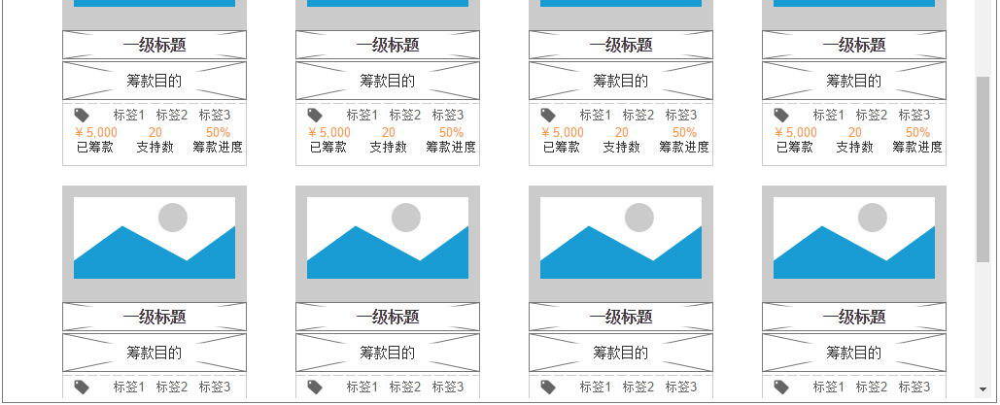 一级标题 一级标题 一级标题 一级标题
筹款目的 筹款目的 筹款目的 筹款目的
标签1 标签2 标签3 标签1 标签2 标签3 标签1 标签2 标签3 标签1 标签2 标签3
¥ 5,000 20 50% ¥ 5,000 20 50% ¥ 5,000 20 50% ¥ 5,000 20 50%
已筹款 支持数 筹款进度 已筹款 支持数 筹款进度 已筹款 支持数 筹款进度 已筹款 支持数 筹款进度
一级标题 一级标题 一级标题 一级标题
筹款目的 筹款目的 筹款目的 筹款目的
标签1 标签2 标签3 标签1 标签2 标签3 标签1 标签2 标签3 标签1 标签2 标签3